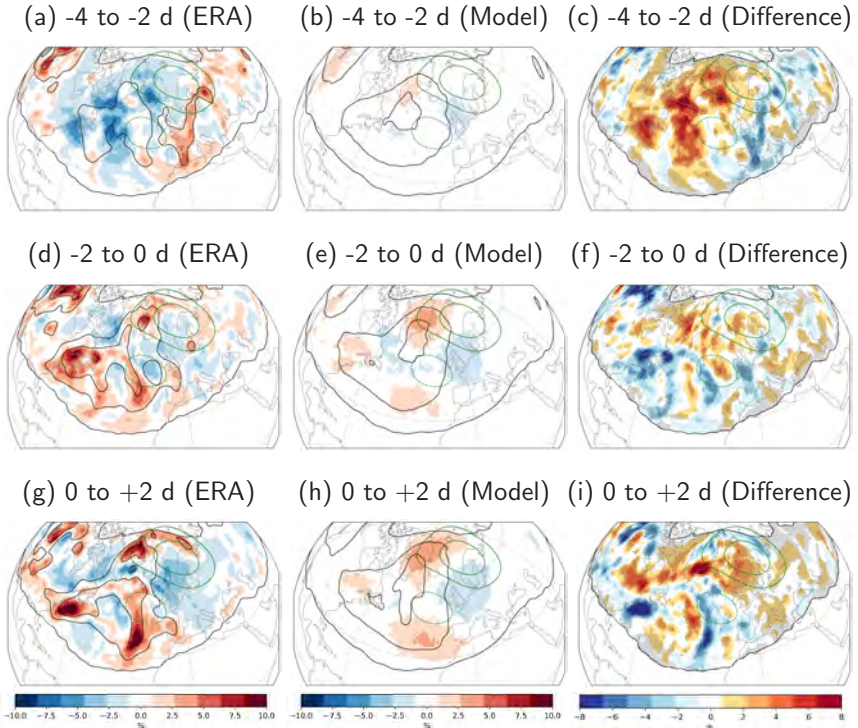 (a) -4 to -2 d (ERA) (b) -4 to -2 d (Model) (c) -4 to -2 d (Difference)
(d) -2 to 0 d (ERA) (e) -2 to 0 d (Model) (f) -2 to 0 d (Difference)
(g) 0 to +2 d (ERA) (h) 0 to +2 d (Model) (i) 0 to +2 d (Difference)
-10.0 -7.5 -5.0 -2.5 0.0 2.5 5.0 7.5 10.0 -10.0 -7.5 -5.0 -2.5 0.0 2.5 5.0 7.5 10.0 -8 -6 -4 -2 0 2 4 6 8
% % %